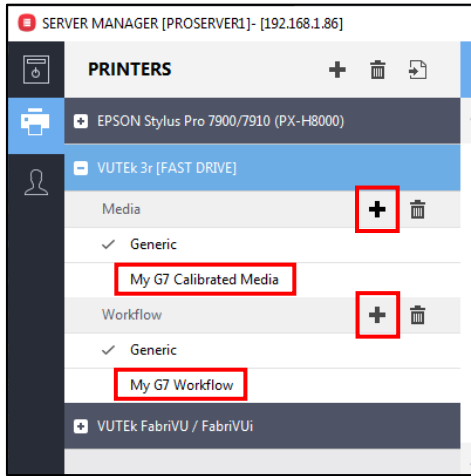 SERVER MANAGER [PROSERVER1]- [192.168.1.86]
PRINTERS
EPSON Stylus Pro 7900/7910 (PX-H8000)
VUTEk 3r [FAST DRIVE]
Media
Generic
My G7 Calibrated Media
Workflow
Generic
My G7 Workflow
VUTEk FabriVU / FabriVUi